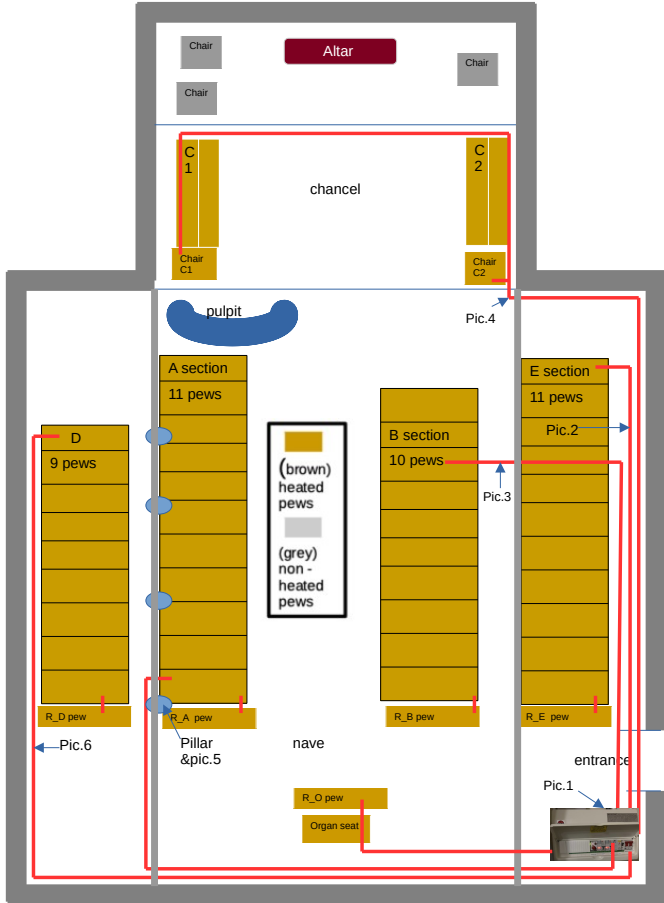 Chair
Altar
Chair
Chair
C
1
C
2
chancel
Chair
C1
Chair
C2
pulpit
Pic.4
A section
11 pews
E section
11 pews
Pic.2
D
9 pews
B section
10 pews
(brown)
heated
pews
(grey)
non -
heated
pews
Pic.3
R_D pew
R_A pew
R_B pew
R_E pew
Pic.6
Pillar
&pic.5
nave
entrance
Pic.1
R_O pew
Organ seat